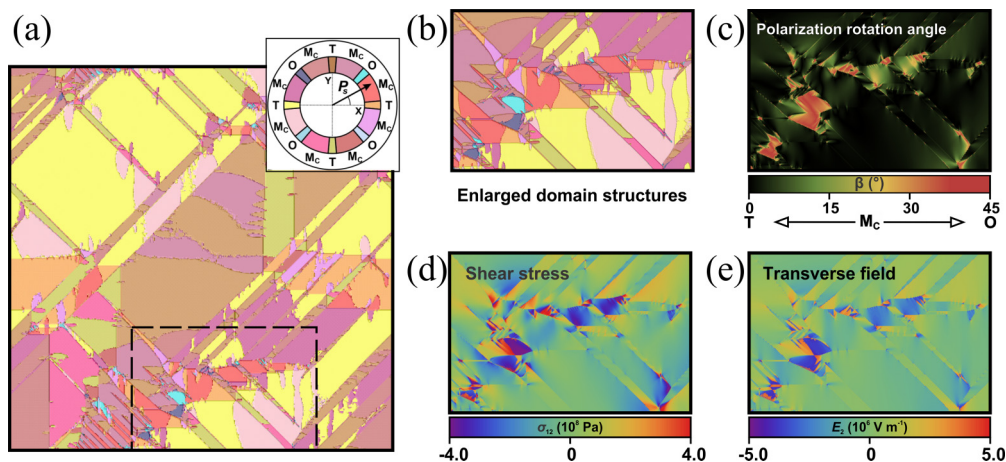 (a)
T
M_C
M_C
O
O
M_C
M_C
Y
P_s
T
X
T
M_C
M_C
O
O
M_C
M_C
T
(b)
Enlarged domain structures
(c)
Polarization rotation angle
β (°)
0 15 30 45
T M_C O
(d)
Shear stress
σ₁₂ (10⁸ Pa)
-4.0 0 4.0
(e)
Transverse field
E₂ (10⁸ V m⁻¹)
-5.0 0 5.0